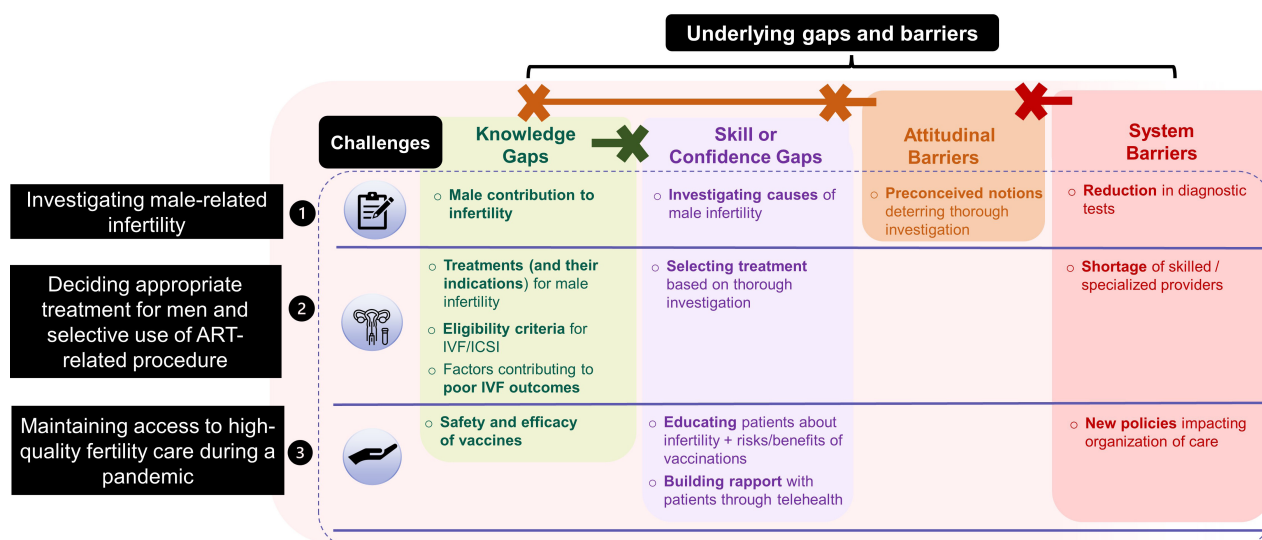 Underlying gaps and barriers
Challenges
Knowledge
Gaps
Skill or
Confidence Gaps
Attitudinal
Barriers
System
Barriers
Investigating male-related
infertility
1
○ Male contribution to
infertility
○ Investigating causes of
male infertility
○ Preconceived notions
deterring thorough
investigation
○ Reduction in diagnostic
tests
Deciding appropriate
treatment for men and
selective use of ART-
related procedure
2
○ Treatments (and their
indications) for male
infertility
○ Eligibility criteria for
IVF/ICSI
○ Factors contributing to
poor IVF outcomes
○ Selecting treatment
based on thorough
investigation
○ Shortage of skilled /
specialized providers
Maintaining access to high-
quality fertility care during a
pandemic
3
○ Safety and efficacy
of vaccines
○ Educating patients about
infertility + risks/benefits of
vaccinations
○ Building rapport with
patients through telehealth
○ New policies impacting
organization of care